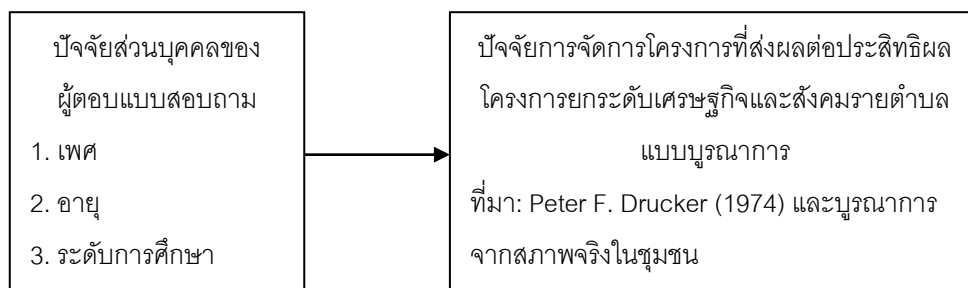 ปัจจัยส่วนบุคคลของ
ผู้ตอบแบบสอบถาม
1. เพศ
2. อายุ
3. ระดับการศึกษา
ปัจจัยการจัดการโครงการที่ส่งผลต่อประสิทธิผล
โครงการยกระดับเศรษฐกิจและสังคมรายตำบล
แบบบูรณาการ
ที่มา: Peter F. Drucker (1974) และบูรณาการ
จากสภาพจริงในชุมชน